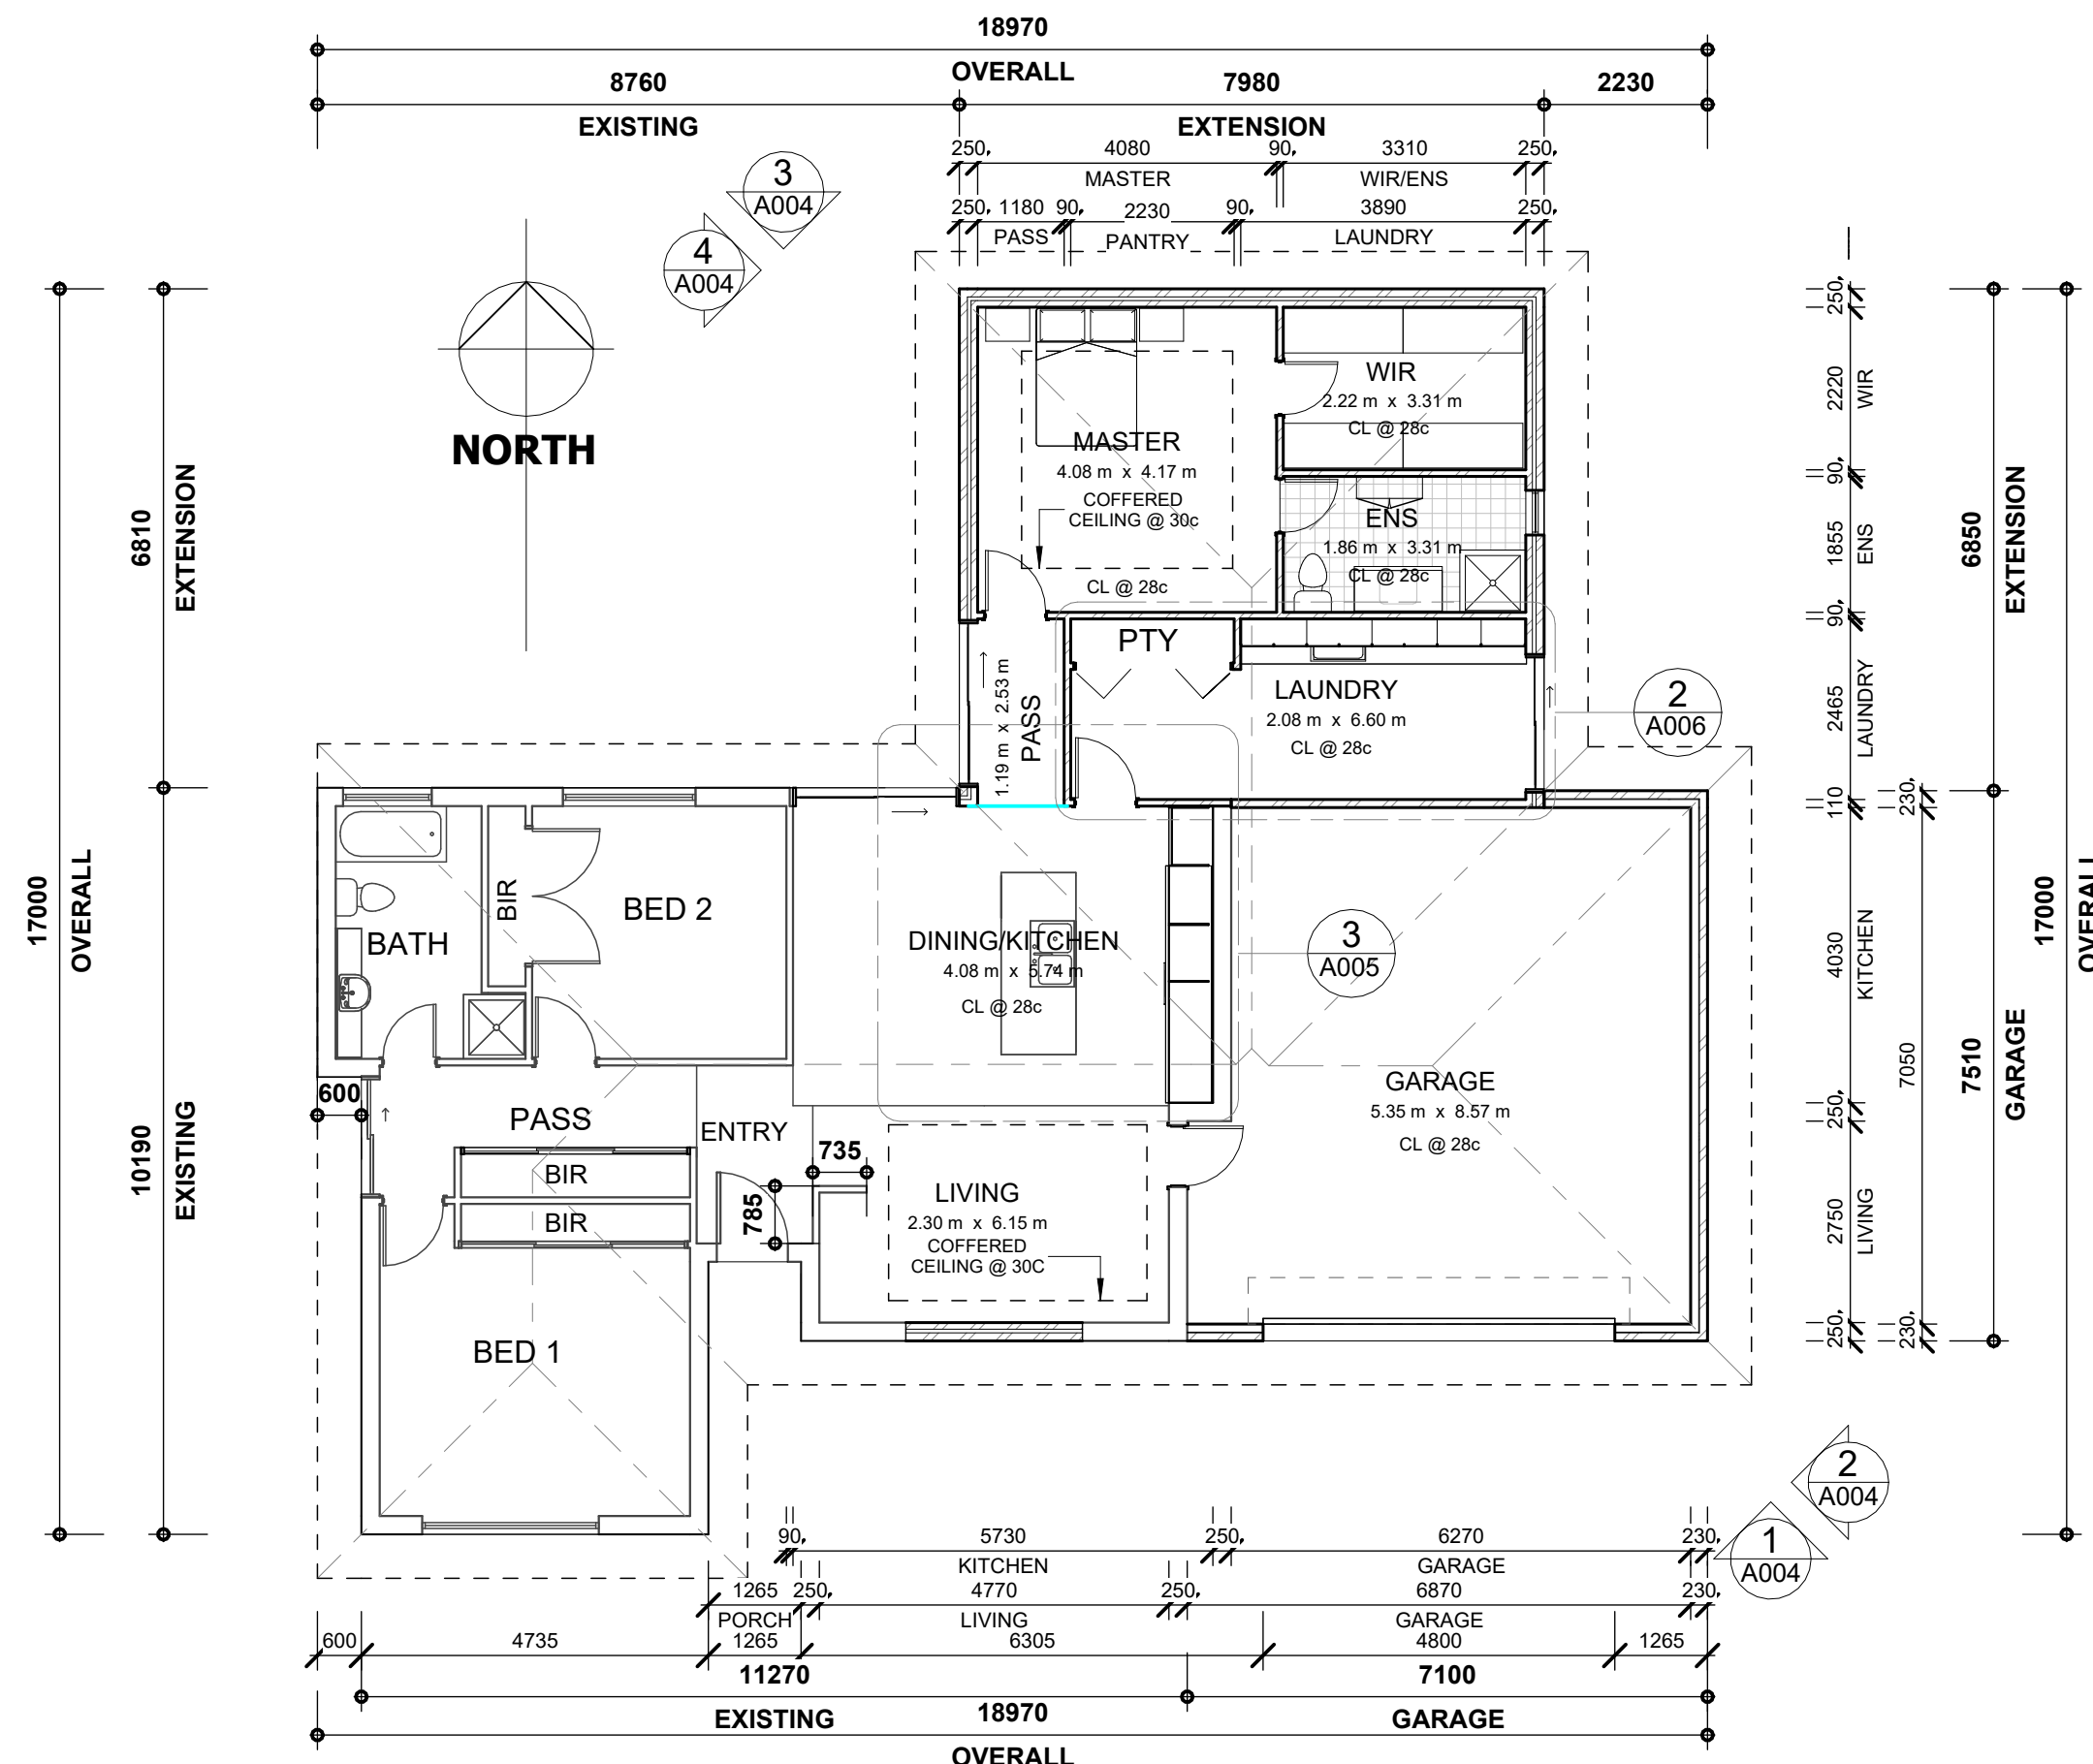 18970
OVERALL
8760
7980
2230
EXISTING
EXTENSION
250,
4080
90,
3310
250,
MASTER
WIR/ENS
250,
1180
90,
2230
90,
3890
250,
PASS
PANTRY
LAUNDRY
3
A004
4
A004
NORTH
WIR
2.22 m x 3.31 m
CL @ 28c
MASTER
4.08 m x 4.17 m
COFFERED
CEILING @ 30c
CL @ 28c
ENS
1.86 m x 3.31 m
CL @ 28c
PTY
LAUNDRY
2.08 m x 6.60 m
CL @ 28c
1.19 m x 2.53 m
PASS
2
A006
6810
EXTENSION
17000
OVERALL
10190
EXISTING
250,
2220
WIR
90,
1855
ENS
90,
2465
LAUNDRY
110
230,
4030
KITCHEN
250,
7050
2750
LIVING
250,
230,
6850
EXTENSION
7510
GARAGE
17000
OVERALL
BATH
BIR
BED 2
DINING/KITCHEN
4.08 m x 5.74 m
CL @ 28c
3
A005
GARAGE
5.35 m x 8.57 m
CL @ 28c
600
PASS
ENTRY
735
BIR
BIR
785
LIVING
2.30 m x 6.15 m
COFFERED
CEILING @ 30C
BED 1
2
A004
1
A004
90,
5730
250,
6270
230,
KITCHEN
GARAGE
1265
250,
4770
250,
6870
230,
PORCH
LIVING
GARAGE
600
4735
1265
6305
4800
1265
11270
7100
EXISTING
18970
GARAGE
OVERALL